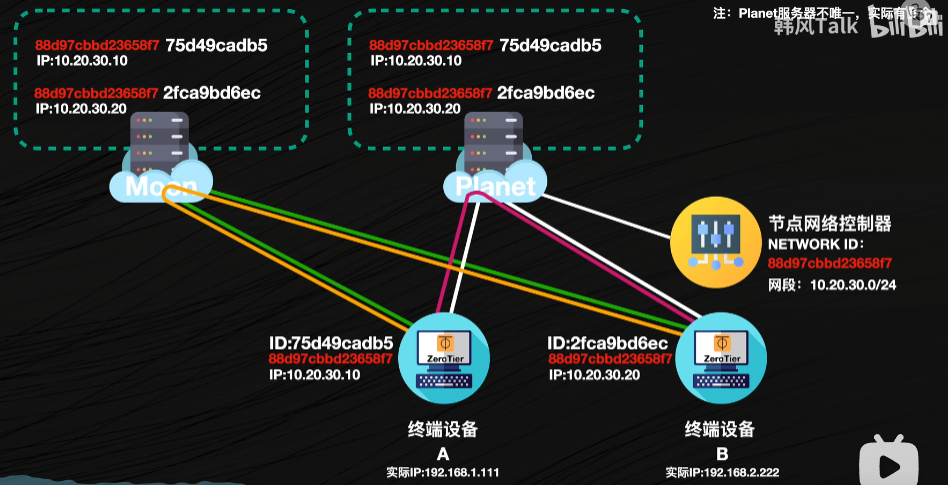 注：Planet服务器不唯一，实际有
韩风Talk bilibili
88d97cbbd23658f7 75d49cadb5
IP:10.20.30.10
88d97cbbd23658f7 2fca9bd6ec
IP:10.20.30.20
88d97cbbd23658f7 75d49cadb5
IP:10.20.30.10
88d97cbbd23658f7 2fca9bd6ec
IP:10.20.30.20
Moon
Planet
节点网络控制器
NETWORK ID：
88d97cbbd23658f7
网段：10.20.30.0/24
ID:75d49cadb5
88d97cbbd23658f7
IP:10.20.30.10
ZeroTier
ID:2fca9bd6ec
88d97cbbd23658f7
IP:10.20.30.20
ZeroTier
终端设备
A
实际IP:192.168.1.111
终端设备
B
实际IP:192.168.2.222